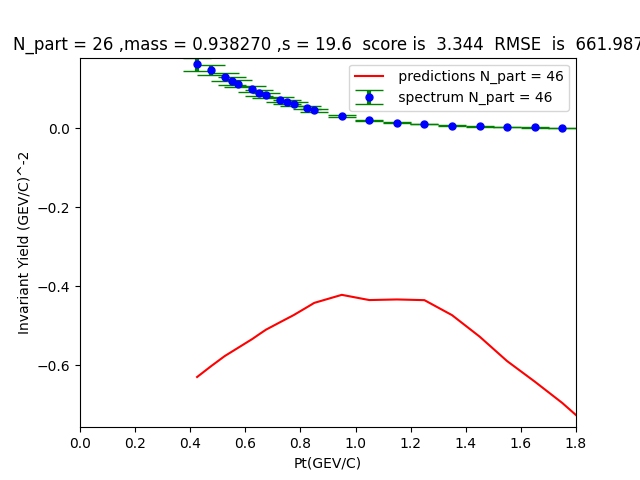 N_part = 26 ,mass = 0.938270 ,s = 19.6 score is 3.344 RMSE is 661.987
predictions N_part = 46
spectrum N_part = 46
Invariant Yield (GEV/C)^-2
0.0
−0.2
−0.4
−0.6
0.0 0.2 0.4 0.6 0.8 1.0 1.2 1.4 1.6 1.8
Pt(GEV/C)